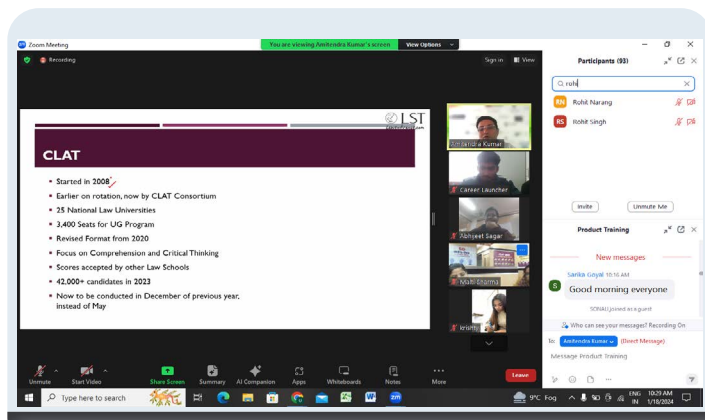 Zoom Meeting
You are viewing Amitendra Kumar's screen
View Options
Recording
Sign in
View
LST
CLAT
Started in 2008
Earlier on rotation, now by CLAT Consortium
25 National Law Universities
3,400 Seats for UG Program
Revised Format from 2020
Focus on Comprehension and Critical Thinking
Scores accepted by other Law Schools
42,000+ candidates in 2023
Now to be conducted in December of previous year,
instead of May
Amitendra Kumar
Career Launcher
Abhjeet Sagar
Malti Sharma
Participants (93)
rohi
RN Rohit Narang
RS Rohit Singh
Invite
Unmute Me
Product Training
New messages
Sarika Goyal 10:16 AM
S Good morning everyone
SONALI joined as a guest
Who can see your messages? Recording On
To: Amitendra Kumar (Direct Message)
Message Product Training
Unmute
Start Video
Share Screen
Summary
AI Companion
Apps
Whiteboards
Notes
More
Leave
Type here to search
W
zm
9°C Fog
ENG
IN
10:29 AM
1/18/2024